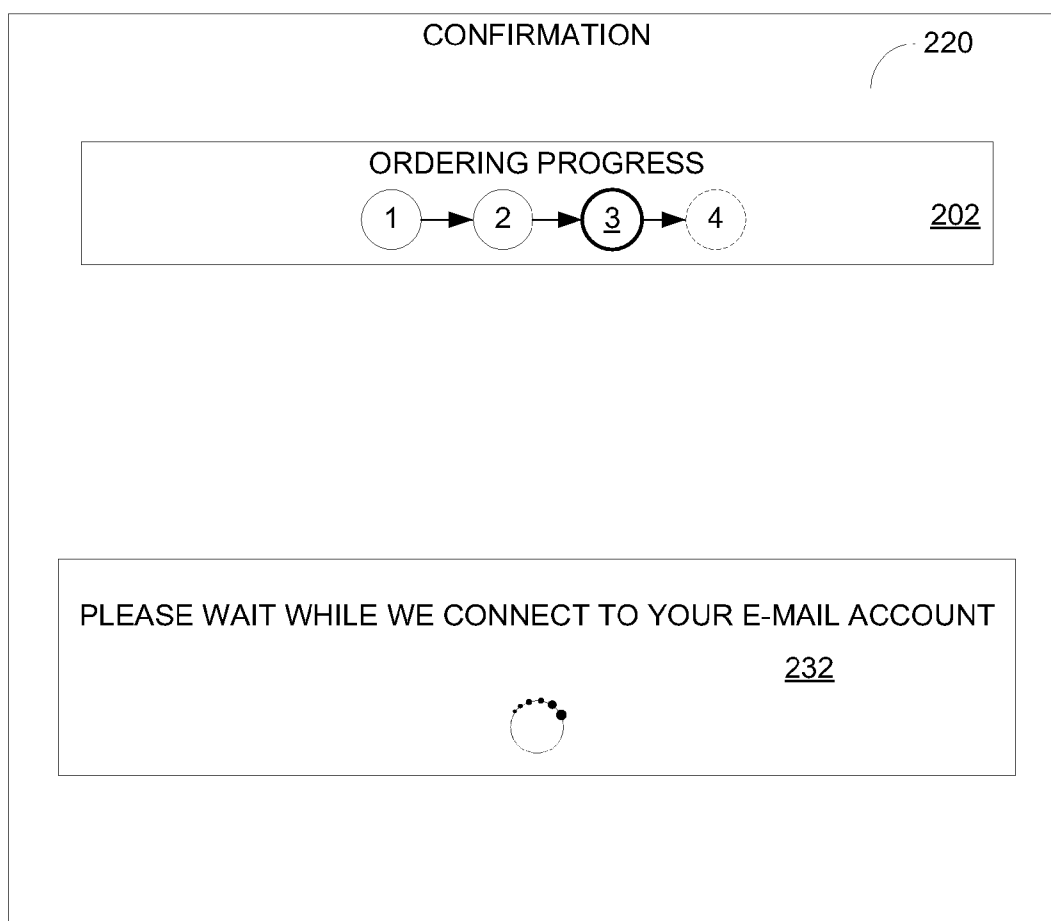 CONFIRMATION
220
ORDERING PROGRESS
1 2 3 4
202
PLEASE WAIT WHILE WE CONNECT TO YOUR E-MAIL ACCOUNT
232